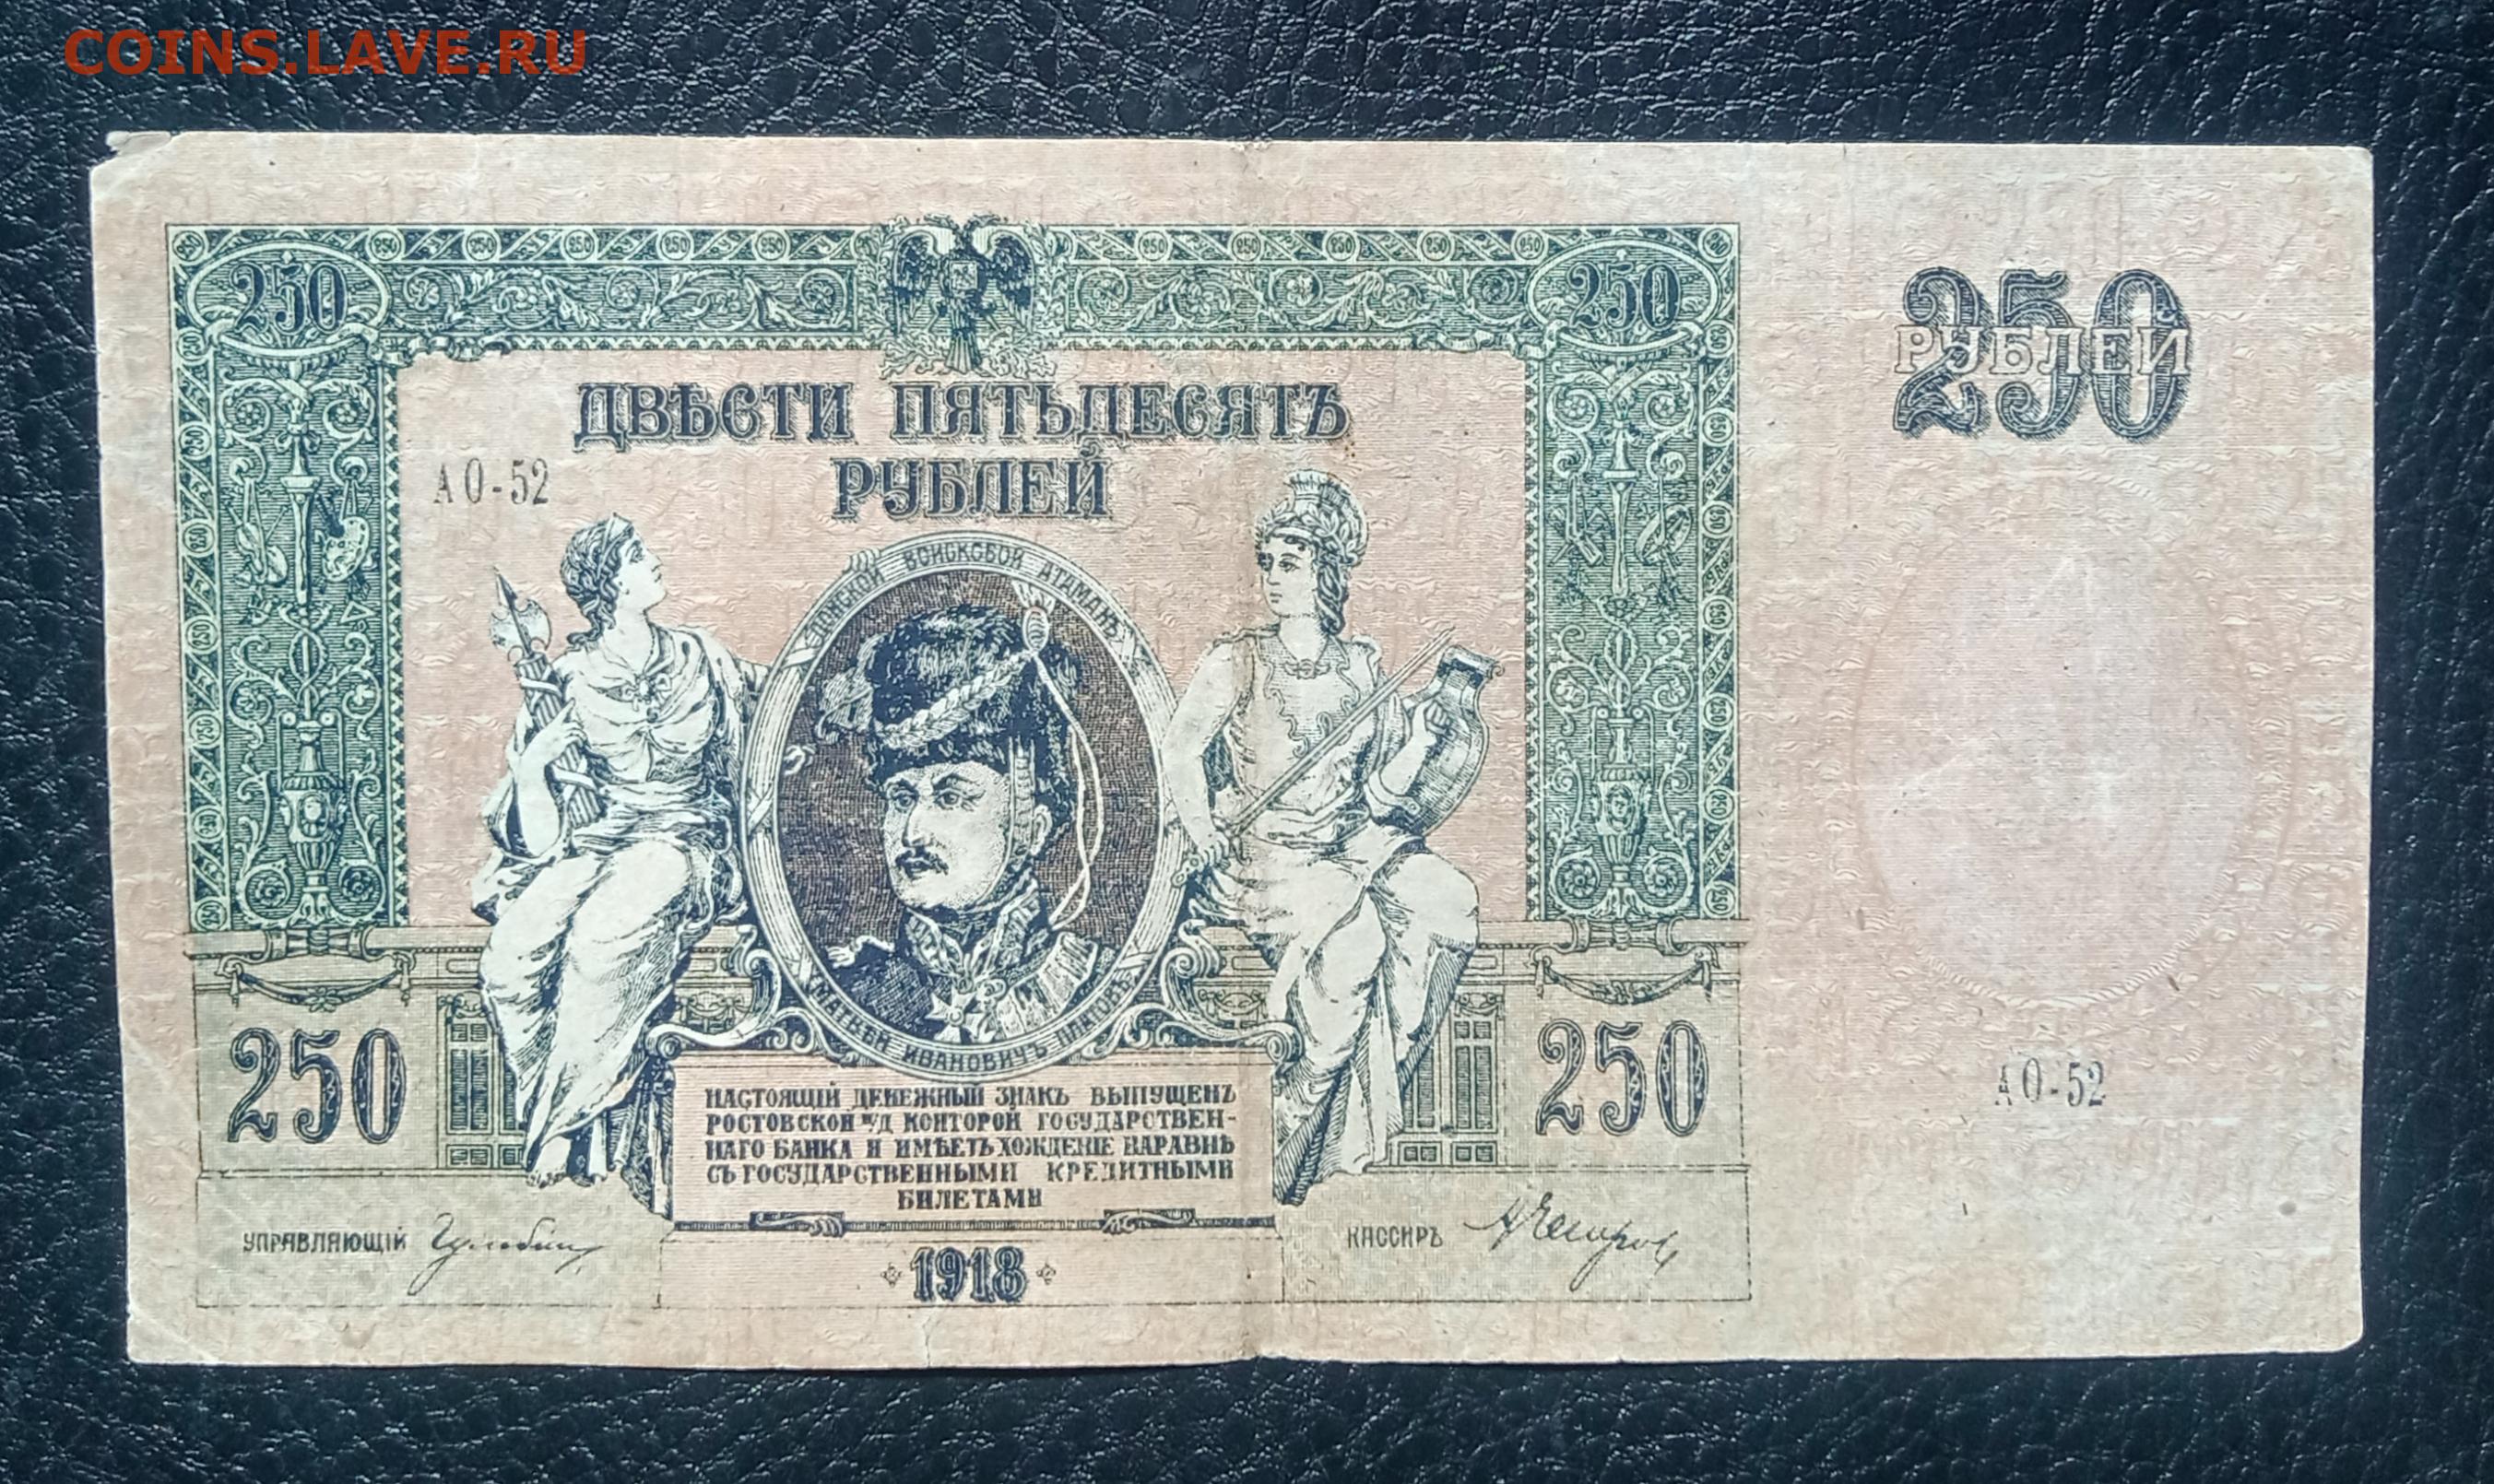 COINS.LAVE.RU
250
250
250
РУБЛЕЙ
ДВѢСТИ ПЯТЬДЕСЯТЪ
РУБЛЕЙ
АО-52
ДОНСКОЙ ВОЙСКОВОЙ АТАМАНЪ
МАТВѢЙ ИВАНОВИЧЪ ПЛАТОВЪ
250
250
АО-52
НАСТОЯЩІЙ ДЕНЕЖНЫЙ ЗНАКЪ ВЫПУЩЕНЪ
РОСТОВСКОЙ Н/Д КОНТОРОЙ ГОСУДАРСТВЕН-
НАГО БАНКА И ИМѢЕТЪ ХОЖДЕНІЕ НАРАВНѢ
СЪ ГОСУДАРСТВЕННЫМИ КРЕДИТНЫМИ
БИЛЕТАМИ
УПРАВЛЯЮЩІЙ
КАССИРЪ
1918